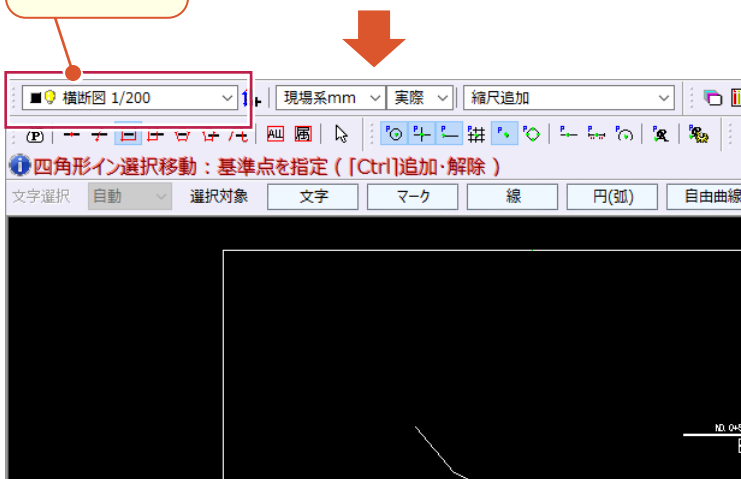 横断図 1/200 現場系mm 実際 縮尺追加
ALL 属
四角形イン選択移動：基準点を指定 ( [Ctrl]追加･解除 )
文字選択 自動 選択対象 文字 マーク 線 円(弧) 自由曲線